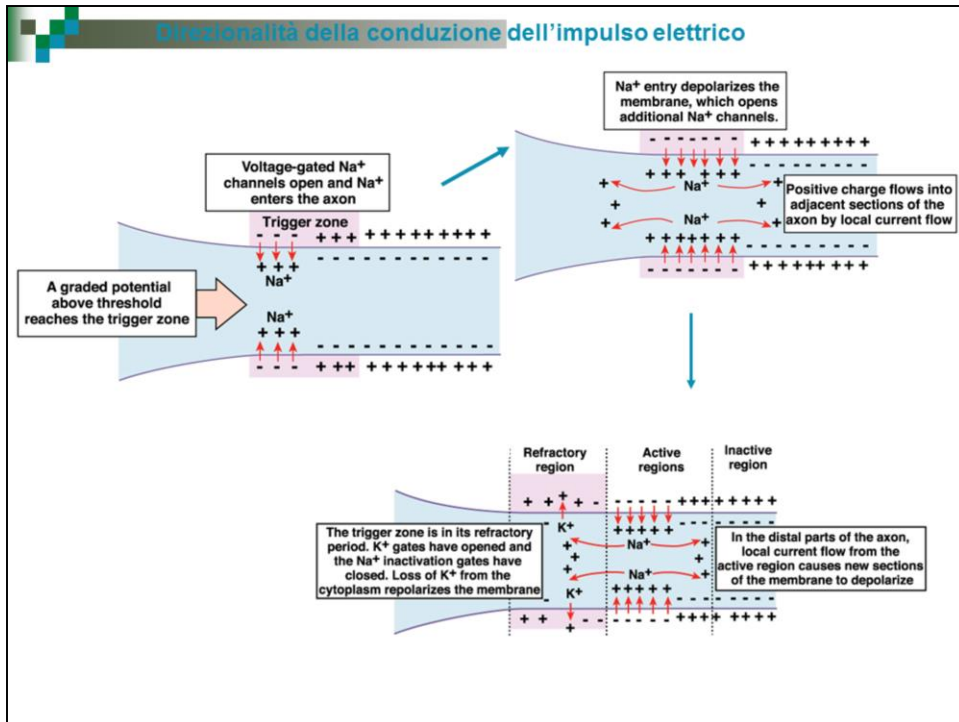 Direzionalità della conduzione dell'impulso elettrico
Voltage-gated Na⁺
channels open and Na⁺
enters the axon
Trigger zone
- - - + + + + + + + + + + + +
- - - - - - - - - - - -
+ + +
Na⁺
A graded potential
above threshold
reaches the trigger zone
Na⁺
+ + +
- - - - - - - - - - - -
- - - + + + + + + + + + + + +
Na⁺ entry depolarizes the
membrane, which opens
additional Na⁺ channels.
- - - - - - + + + + + + + + + +
+ + + + + + - - - - - - - -
Na⁺
+ +
+ +
Positive charge flows into
adjacent sections of the
axon by local current flow
Na⁺
+ +
+ + + + + + + - - - - - - - -
- - - - - - - + + + + + + + + +
Refractory
region
Active
regions
Inactive
region
+ + + + - - - - - - + + + + + + + +
K⁺
+ + + + +
Na⁺
The trigger zone is in its refractory
period. K⁺ gates have opened and
the Na⁺ inactivation gates have
closed. Loss of K⁺ from the
cytoplasm repolarizes the membrane
In the distal parts of the axon,
local current flow from the
active region causes new sections
of the membrane to depolarize
Na⁺
K⁺
+ + + + +
+ + + - - - - - - - + + + + + + + +